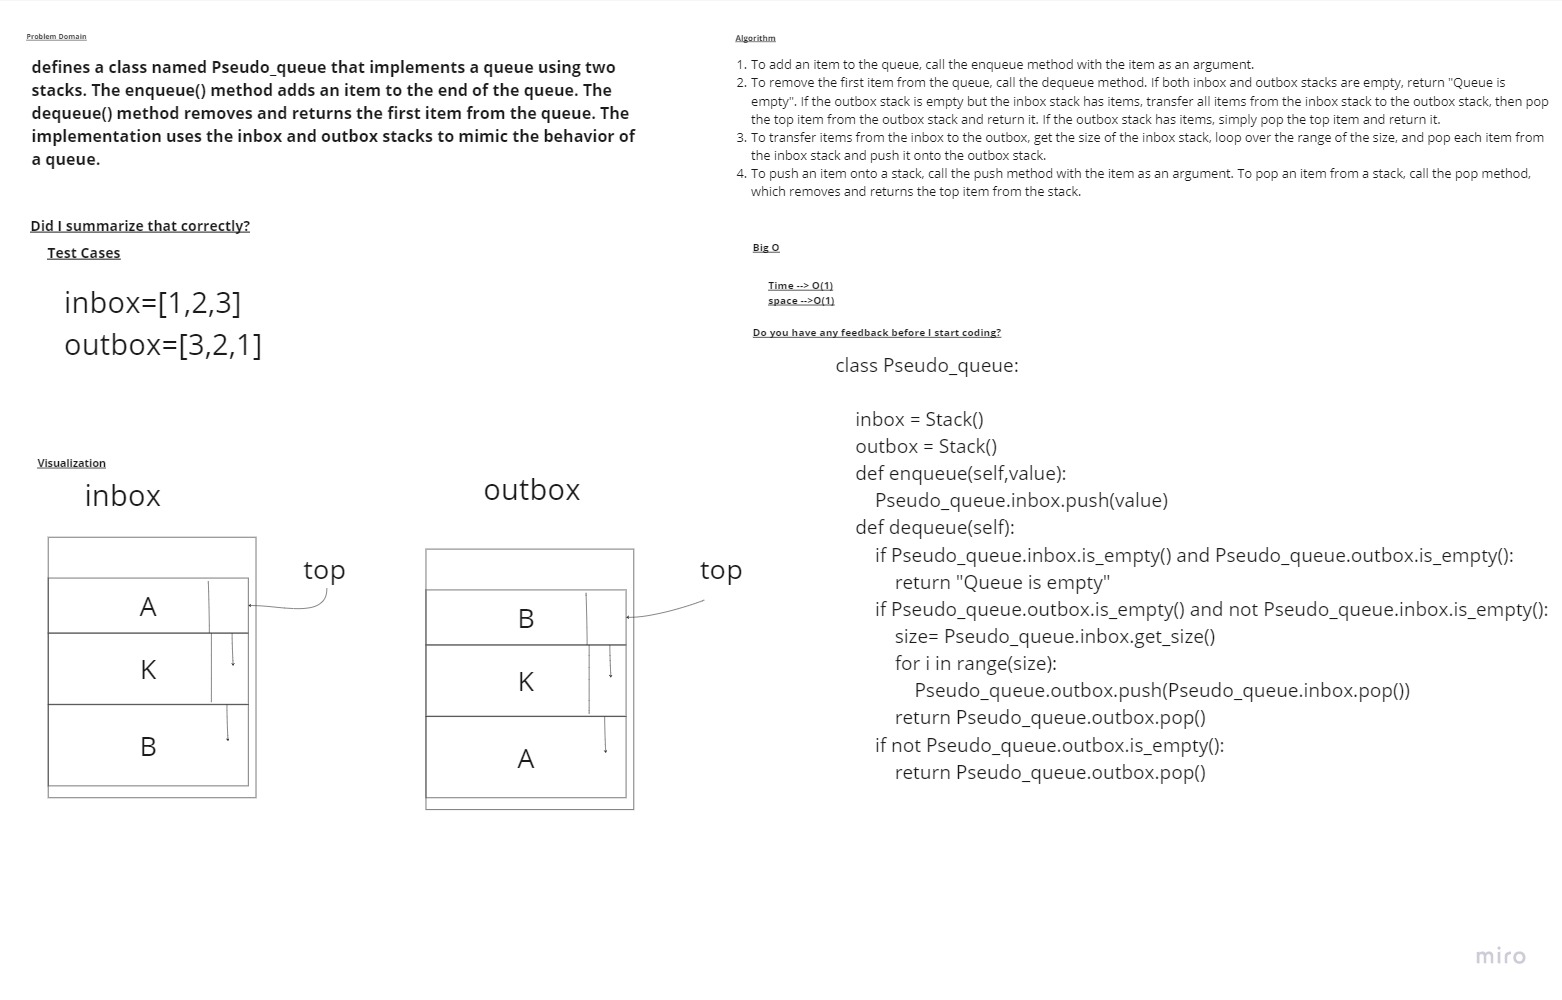 Problem Domain
defines a class named Pseudo_queue that implements a queue using two
stacks. The enqueue() method adds an item to the end of the queue. The
dequeue() method removes and returns the first item from the queue. The
implementation uses the inbox and outbox stacks to mimic the behavior of
a queue.
Did I summarize that correctly?
Test Cases
inbox=[1,2,3]
outbox=[3,2,1]
Visualization
inbox
top
A
K
B
outbox
top
B
K
A
Algorithm
1. To add an item to the queue, call the enqueue method with the item as an argument.
2. To remove the first item from the queue, call the dequeue method. If both inbox and outbox stacks are empty, return "Queue is
empty". If the outbox stack is empty but the inbox stack has items, transfer all items from the inbox stack to the outbox stack, then pop
the top item from the outbox stack and return it. If the outbox stack has items, simply pop the top item and return it.
3. To transfer items from the inbox to the outbox, get the size of the inbox stack, loop over the range of the size, and pop each item from
the inbox stack and push it onto the outbox stack.
4. To push an item onto a stack, call the push method with the item as an argument. To pop an item from a stack, call the pop method,
which removes and returns the top item from the stack.
Big O
Time --> O(1)
space -->O(1)
Do you have any feedback before I start coding?
class Pseudo_queue:
inbox = Stack()
outbox = Stack()
def enqueue(self,value):
Pseudo_queue.inbox.push(value)
def dequeue(self):
if Pseudo_queue.inbox.is_empty() and Pseudo_queue.outbox.is_empty():
return "Queue is empty"
if Pseudo_queue.outbox.is_empty() and not Pseudo_queue.inbox.is_empty():
size= Pseudo_queue.inbox.get_size()
for i in range(size):
Pseudo_queue.outbox.push(Pseudo_queue.inbox.pop())
return Pseudo_queue.outbox.pop()
if not Pseudo_queue.outbox.is_empty():
return Pseudo_queue.outbox.pop()
miro